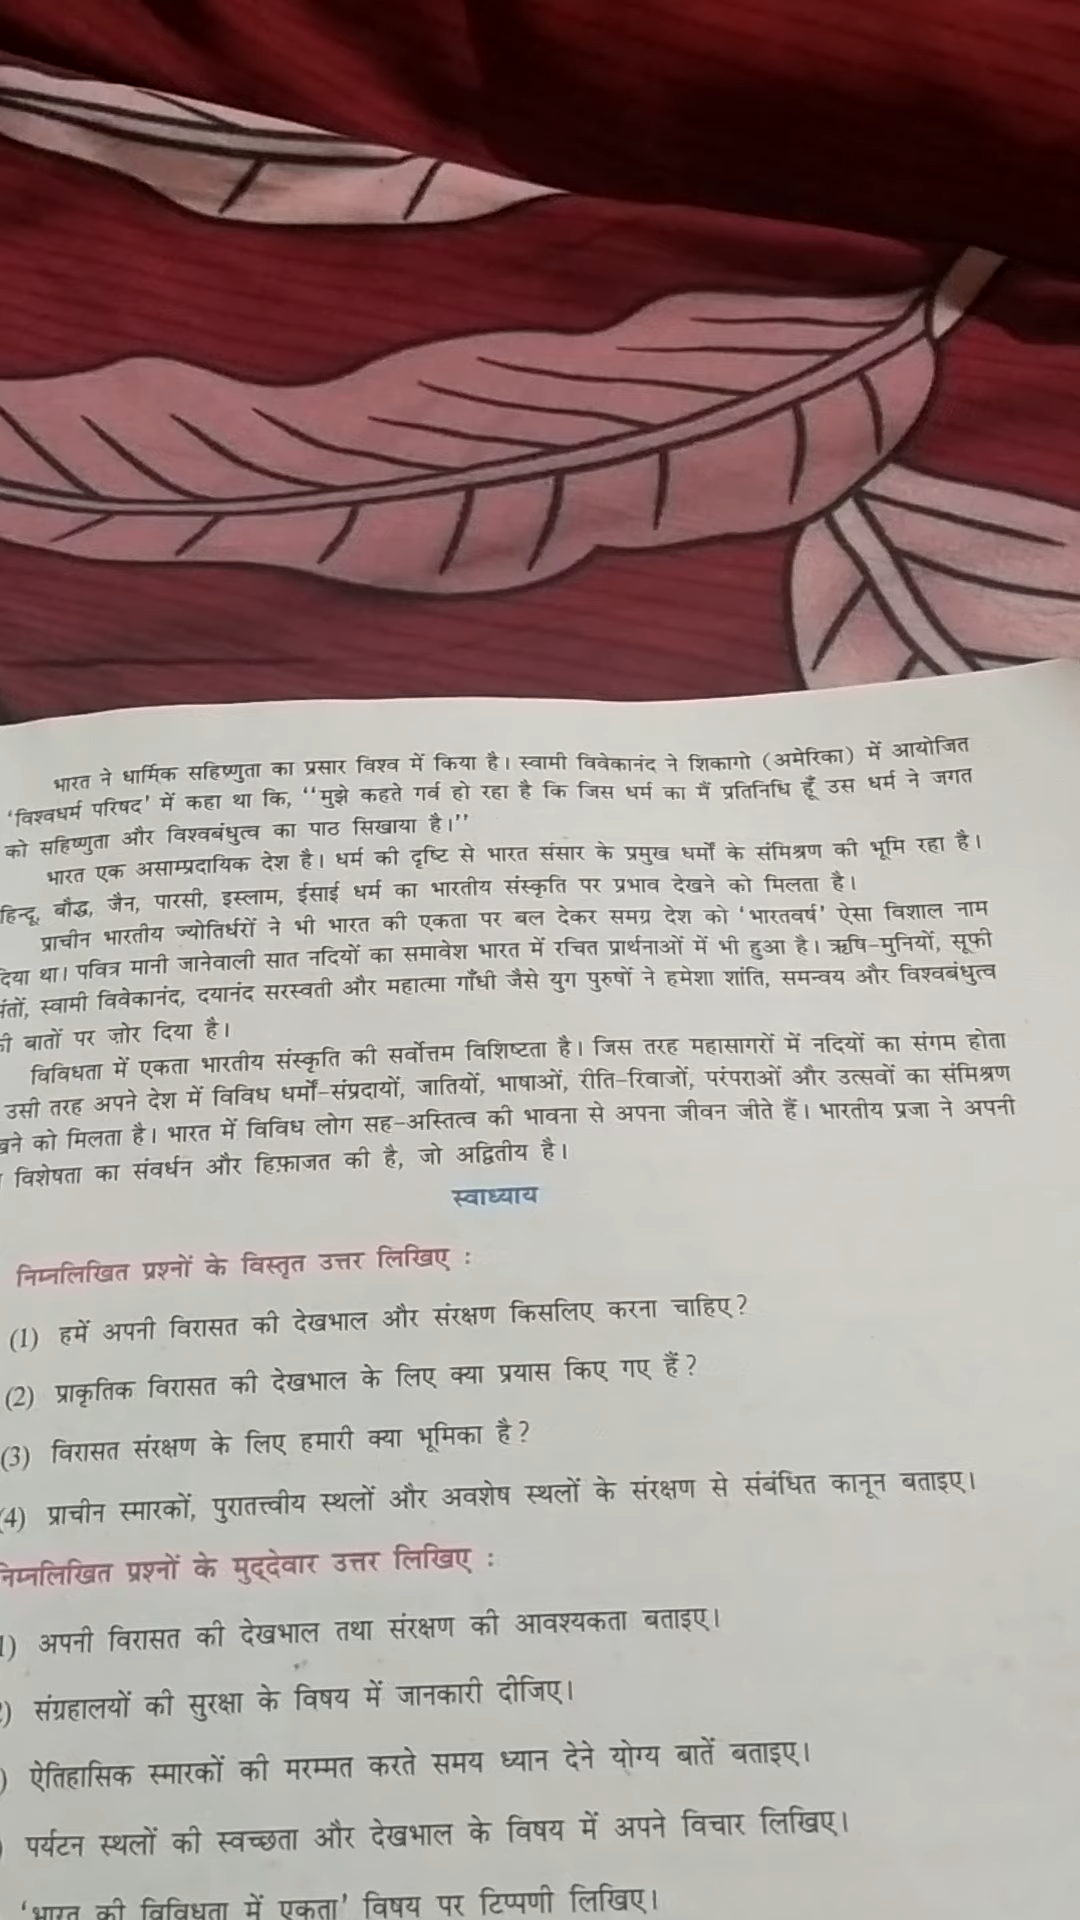 भारत ने धार्मिक सहिष्णुता का प्रसार विश्व में किया है। स्वामी विवेकानंद ने शिकागो (अमेरिका) में आयोजित
'विश्वधर्म परिषद' में कहा था कि, ''मुझे कहते गर्व हो रहा है कि जिस धर्म का मैं प्रतिनिधि हूँ उस धर्म ने जगत
को सहिष्णुता और विश्वबंधुत्व का पाठ सिखाया है।''
भारत एक असाम्प्रदायिक देश है। धर्म की दृष्टि से भारत संसार के प्रमुख धर्मों के संमिश्रण की भूमि रहा है।
हिन्दू, बौद्ध, जैन, पारसी, इस्लाम, ईसाई धर्म का भारतीय संस्कृति पर प्रभाव देखने को मिलता है।
प्राचीन भारतीय ज्योतिर्धरों ने भी भारत की एकता पर बल देकर समग्र देश को 'भारतवर्ष' ऐसा विशाल नाम
दिया था। पवित्र मानी जानेवाली सात नदियों का समावेश भारत में रचित प्रार्थनाओं में भी हुआ है। ऋषि-मुनियों, सूफी
संतों, स्वामी विवेकानंद, दयानंद सरस्वती और महात्मा गाँधी जैसे युग पुरुषों ने हमेशा शांति, समन्वय और विश्वबंधुत्व
की बातों पर ज़ोर दिया है।
विविधता में एकता भारतीय संस्कृति की सर्वोत्तम विशिष्टता है। जिस तरह महासागरों में नदियों का संगम होता
उसी तरह अपने देश में विविध धर्मों-संप्रदायों, जातियों, भाषाओं, रीति-रिवाजों, परंपराओं और उत्सवों का संमिश्रण
को मिलता है। भारत में विविध लोग सह-अस्तित्व की भावना से अपना जीवन जीते हैं। भारतीय प्रजा ने अपनी
विशेषता का संवर्धन और हिफ़ाजत की है, जो अद्वितीय है।
स्वाध्याय
निम्नलिखित प्रश्नों के विस्तृत उत्तर लिखिए :
(1) हमें अपनी विरासत की देखभाल और संरक्षण किसलिए करना चाहिए?
(2) प्राकृतिक विरासत की देखभाल के लिए क्या प्रयास किए गए हैं?
(3) विरासत संरक्षण के लिए हमारी क्या भूमिका है?
(4) प्राचीन स्मारकों, पुरातत्त्वीय स्थलों और अवशेष स्थलों के संरक्षण से संबंधित कानून बताइए।
निम्नलिखित प्रश्नों के मुद्देवार उत्तर लिखिए :
1) अपनी विरासत की देखभाल तथा संरक्षण की आवश्यकता बताइए।
) संग्रहालयों की सुरक्षा के विषय में जानकारी दीजिए।
) ऐतिहासिक स्मारकों की मरम्मत करते समय ध्यान देने योग्य बातें बताइए।
पर्यटन स्थलों की स्वच्छता और देखभाल के विषय में अपने विचार लिखिए।
'भारत की विविधता में एकता' विषय पर टिप्पणी लिखिए।